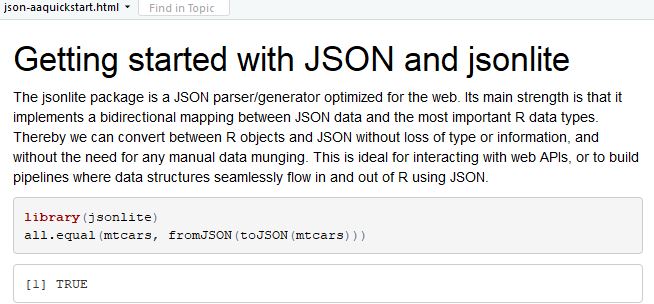 json-aaquickstart.html Find in Topic
Getting started with JSON and jsonlite
The jsonlite package is a JSON parser/generator optimized for the web. Its main strength is that it
implements a bidirectional mapping between JSON data and the most important R data types.
Thereby we can convert between R objects and JSON without loss of type or information, and
without the need for any manual data munging. This is ideal for interacting with web APIs, or to build
pipelines where data structures seamlessly flow in and out of R using JSON.
library(jsonlite)
all.equal(mtcars, fromJSON(toJSON(mtcars)))
[1] TRUE